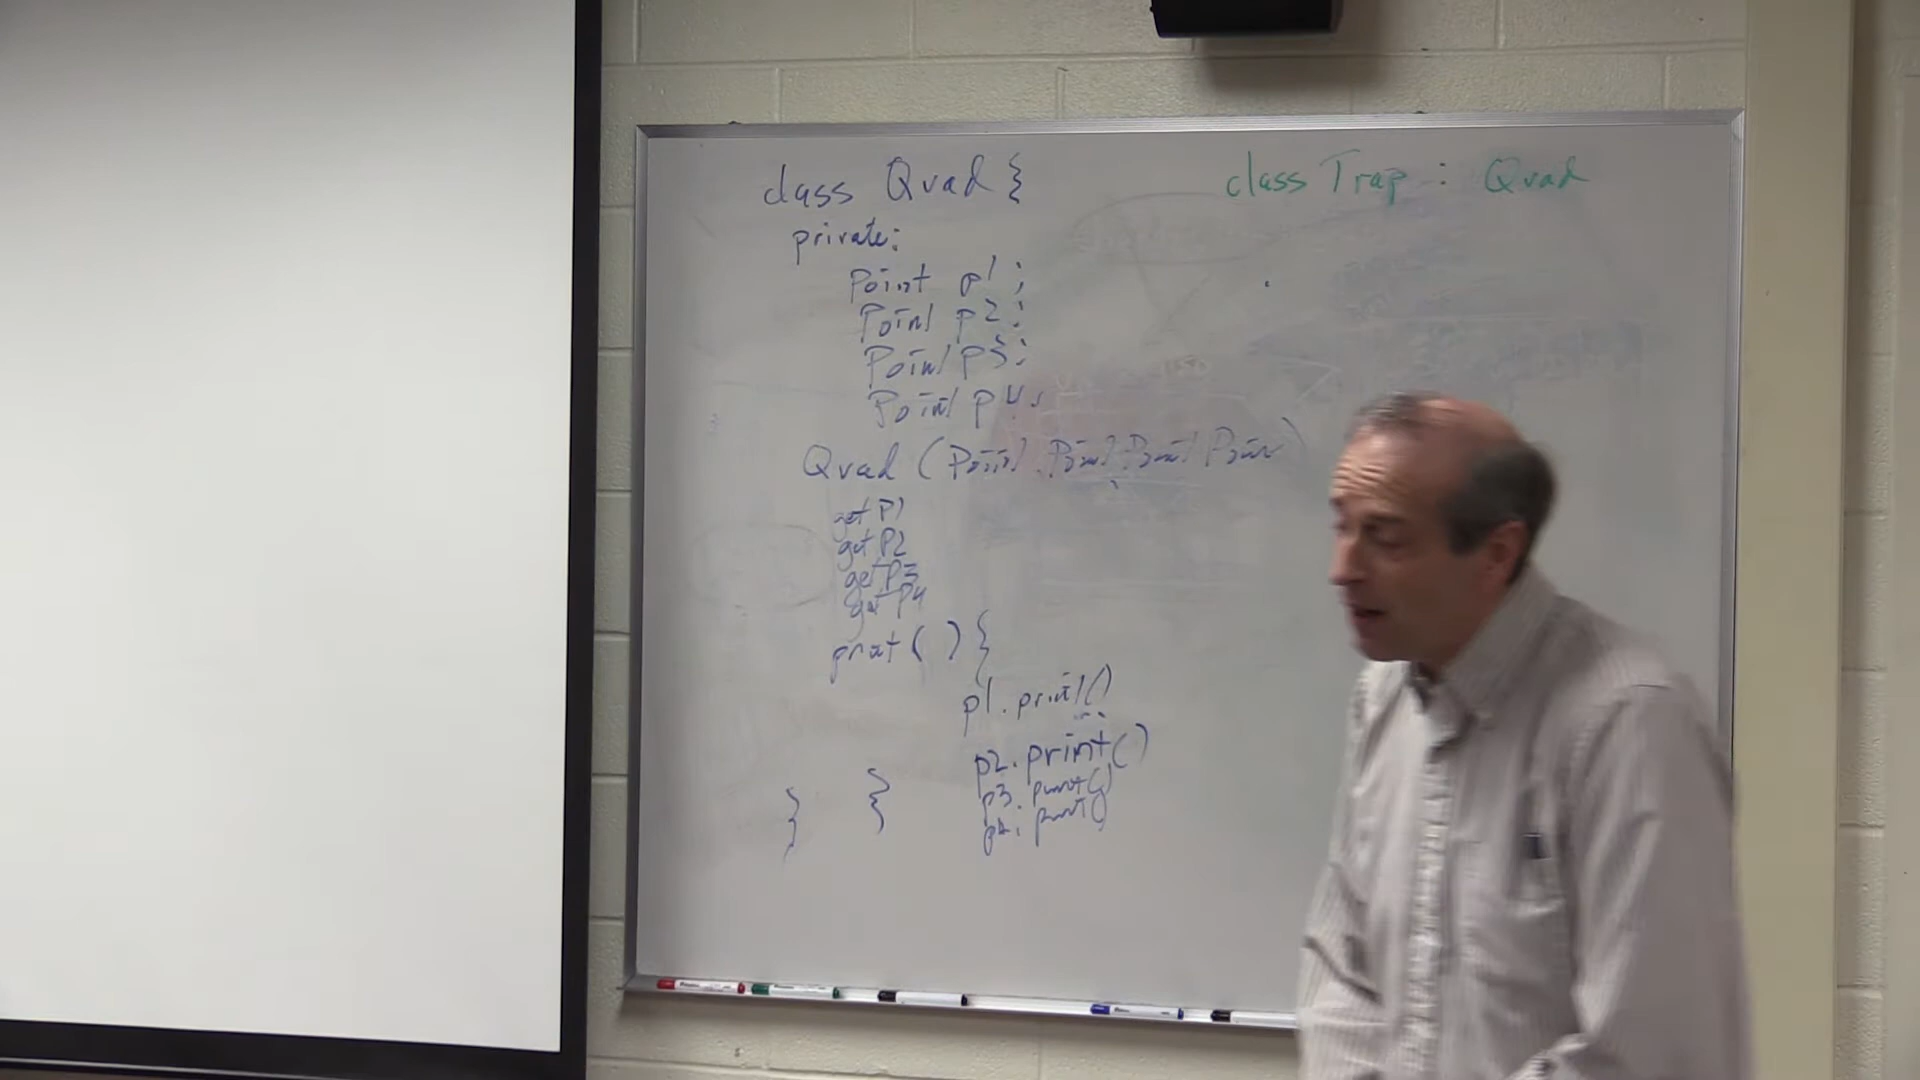 class Quad {
private:
Point p1;
Point p2;
Point p3;
Point p4;
Quad (Point, Point, Point, Point)
get P1
get P2
get P3
get P4
print ( ) {
p1. print()
p2. print()
p3. print()
p4. print()
}
}
class Trap : Quad